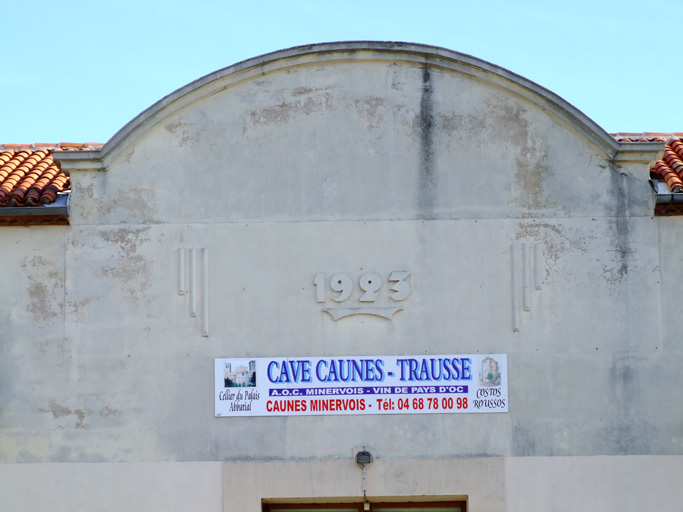 1923
CAVE CAUNES - TRAUSSE
A.O.C. MINERVOIS - VIN DE PAYS D'OC
CAUNES MINERVOIS - Tél: 04 68 78 00 98
Cellier du Palais
Abbatial
COSTOS
ROUSSOS